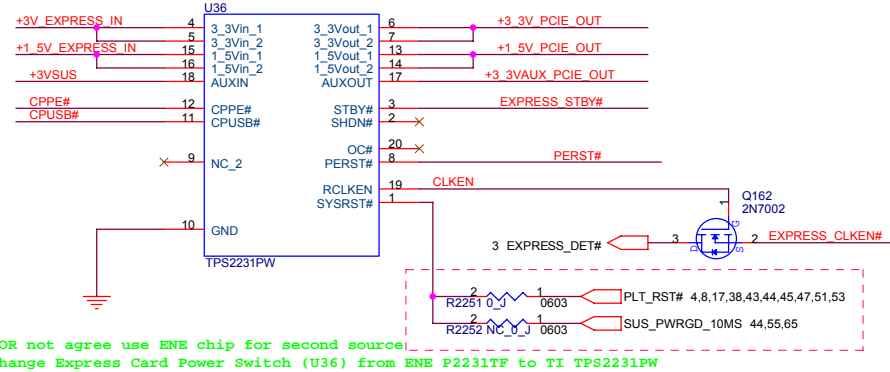 U36
+3V_EXPRESS_IN 4 3_3Vin_1 3_3Vout_1 6 +3_3V_PCIE_OUT
5 3_3Vin_2 3_3Vout_2 7
+1_5V_EXPRESS_IN 15 1_5Vin_1 1_5Vout_1 13 +1_5V_PCIE_OUT
16 1_5Vin_2 1_5Vout_2 14
+3VSUS 18 AUXIN AUXOUT 17 +3_3VAUX_PCIE_OUT
CPPE# 12 CPPE# STBY# 3 EXPRESS_STBY#
CPUSB# 11 CPUSB# SHDN# 2
OC# 20
9 NC_2 PERST# 8 PERST#
RCLKEN 19 CLKEN
SYSRST# 1
Q162
2N7002
10 GND
1 G
3 EXPRESS_DET# 3 D S 2 EXPRESS_CLKEN#
TPS2231PW
2 1 PLT_RST# 4,8,17,38,43,44,45,47,51,53
R2251 0_J 0603
2 1 SUS_PWRGD_10MS 44,55,65
R2252 NC_0_J 0603
OR not agree use ENE chip for second source
hange Express Card Power Switch (U36) from ENE P2231TF to TI TPS2231PW